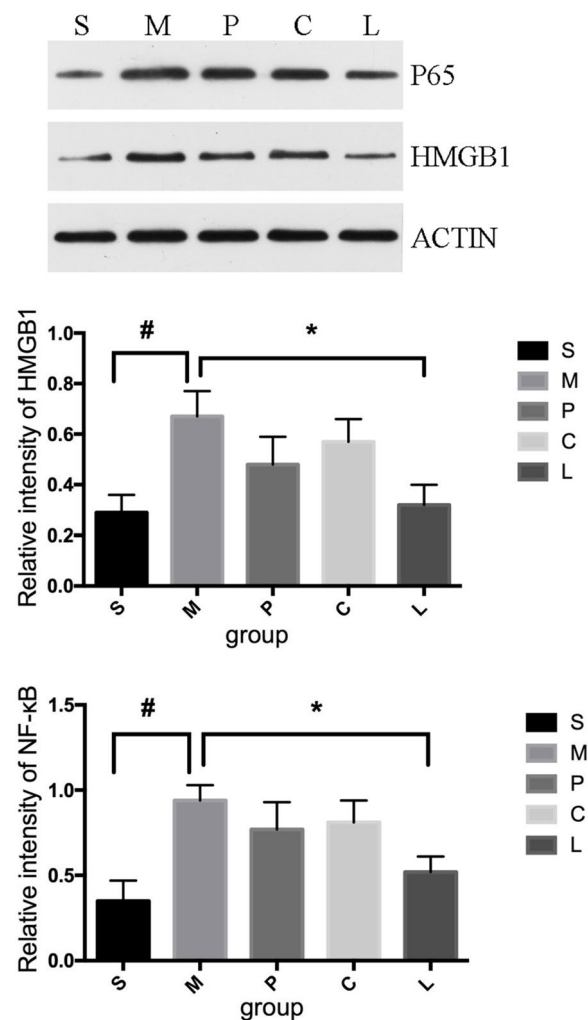 S M P C L
P65
HMGB1
ACTIN
Relative intensity of HMGB1
1.0
0.8
0.6
0.4
0.2
0.0
# *
S M P C L
group
S
M
P
C
L
Relative intensity of NF-κB
1.5
1.0
0.5
0.0
# *
S M P C L
group
S
M
P
C
L